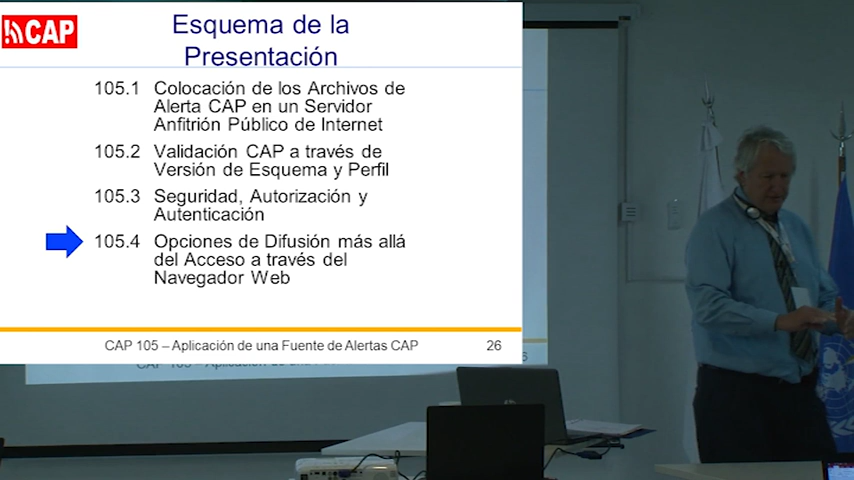 CAP
Esquema de la
Presentación
105.1 Colocación de los Archivos de
Alerta CAP en un Servidor
Anfitrión Público de Internet
105.2 Validación CAP a través de
Versión de Esquema y Perfil
105.3 Seguridad, Autorización y
Autenticación
105.4 Opciones de Difusión más allá
del Acceso a través del
Navegador Web
CAP 105 – Aplicación de una Fuente de Alertas CAP 26